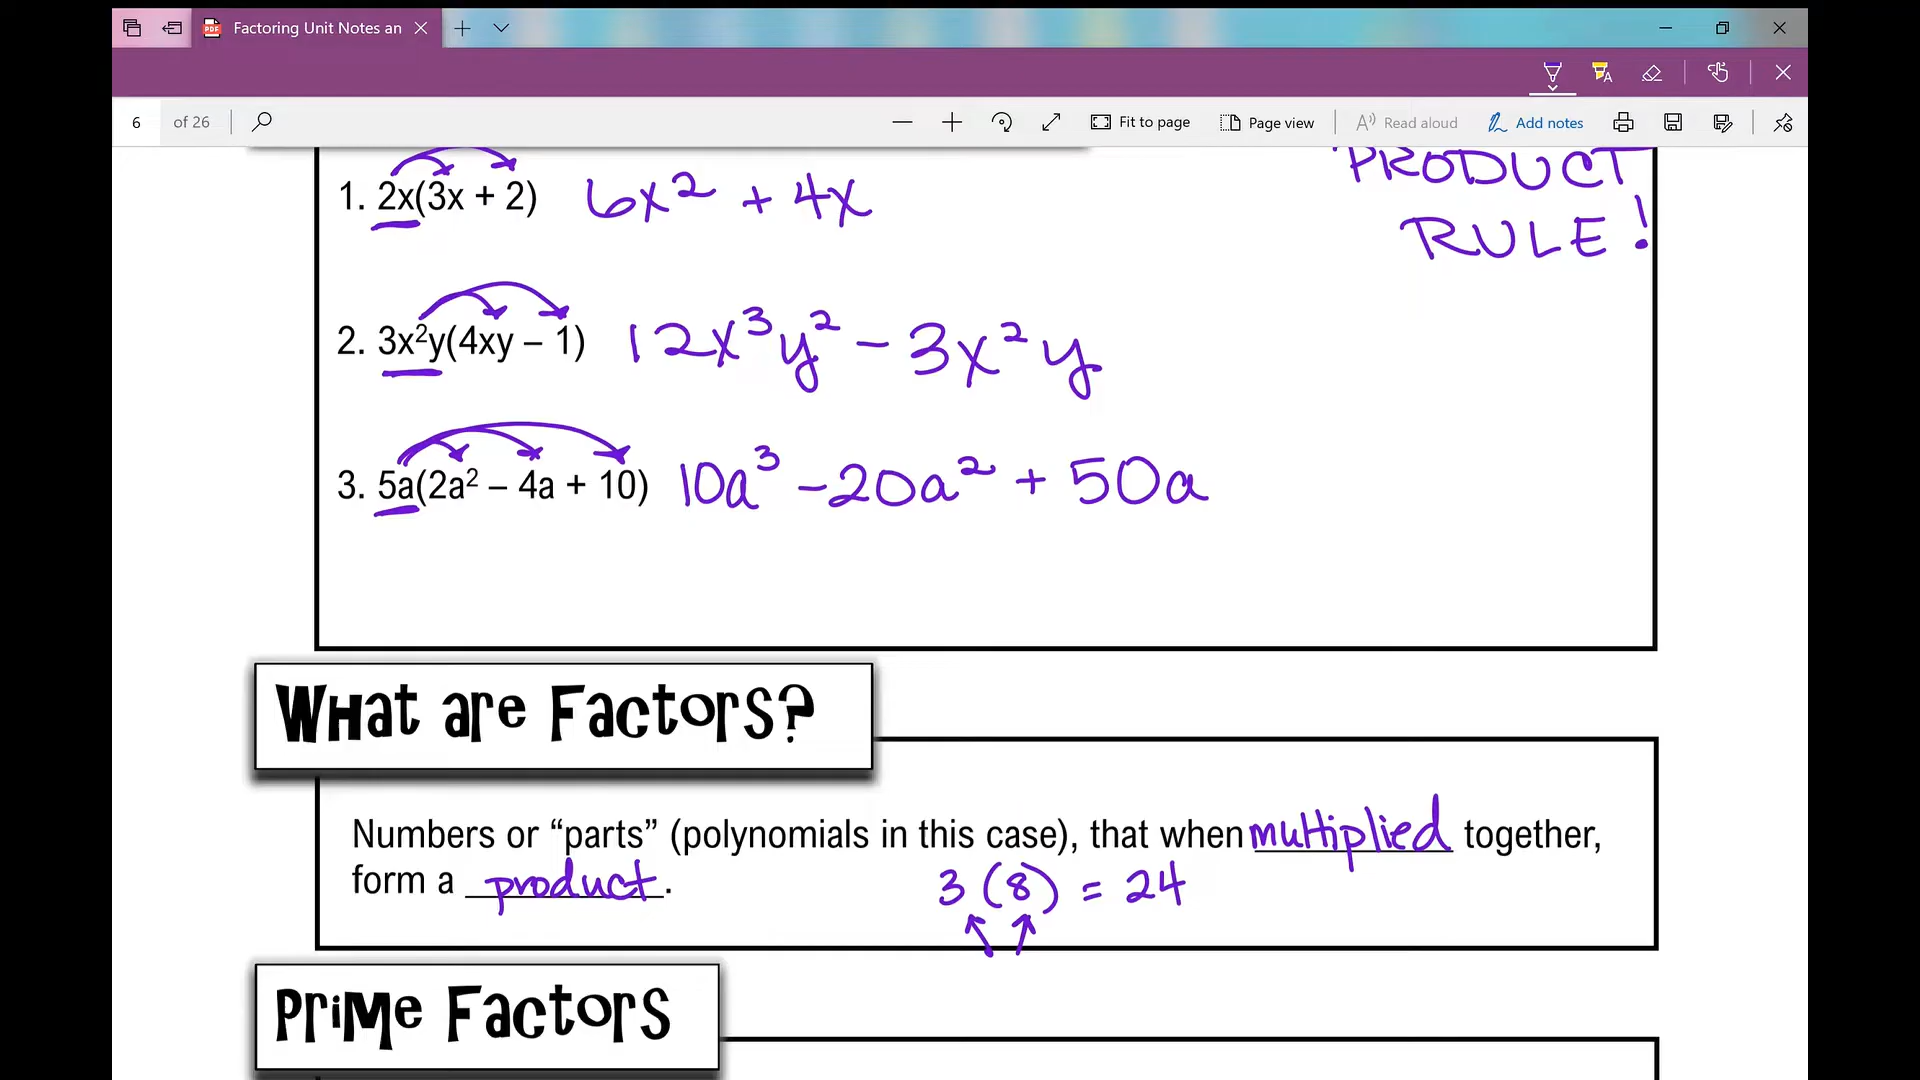 Factoring Unit Notes an
6 of 26 Fit to page Page view Read aloud Add notes
PRODUCT
RULE!
1. 2x(3x + 2) 6x² + 4x
2. 3x²y(4xy – 1) 12x³y² – 3x²y
3. 5a(2a² – 4a + 10) 10a³ – 20a² + 50a
What are Factors?
Numbers or “parts” (polynomials in this case), that when multiplied together,
form a product. 3(8) = 24
Prime Factors